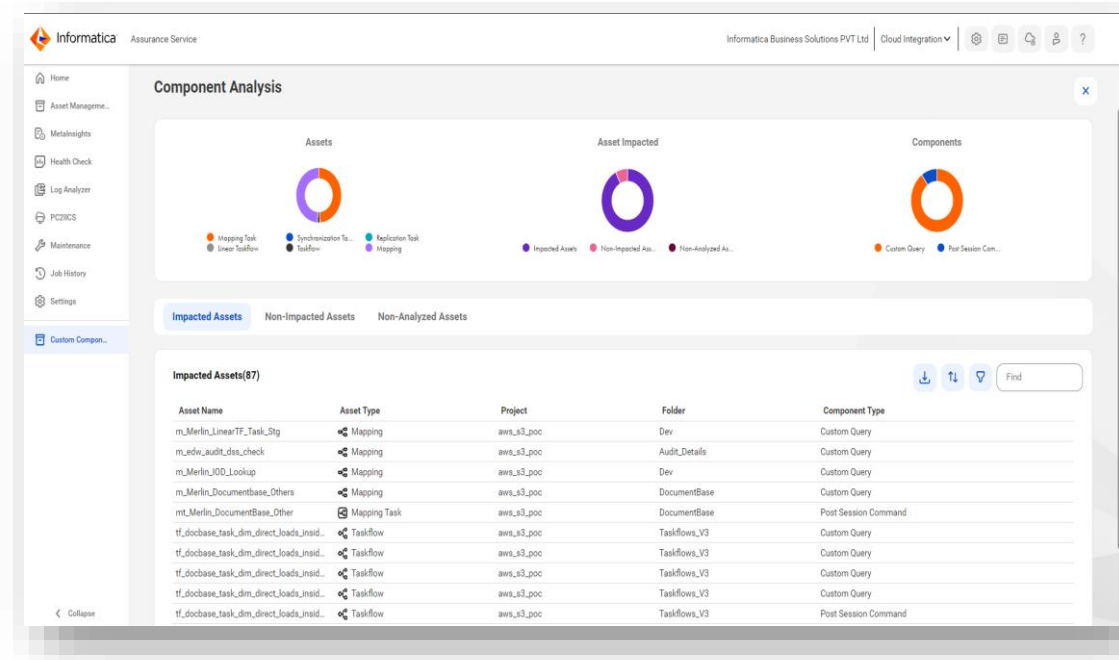 Informatica Assurance Service Informatica Business Solutions PVT Ltd Cloud Integration ?
Home
Asset Manageme...
MetaInsights
Health Check
Log Analyzer
PC2IICS
Maintenance
Job History
Settings
Custom Compon...
Collapse
Component Analysis X
Assets Asset Impacted Components
Mapping Task Synchronization Ta... Replication Task
Linear Taskflow Taskflow Mapping
Impacted Assets Non-Impacted Ass... Non-Analyzed As...
Custom Query Post Session Com...
Impacted Assets Non-Impacted Assets Non-Analyzed Assets
Impacted Assets(87) Find
Asset Name Asset Type Project Folder Component Type
m_Merlin_LinearTF_Task_Stg Mapping aws_s3_poc Dev Custom Query
m_edw_audit_dss_check Mapping aws_s3_poc Audit_Details Custom Query
m_Merlin_IOD_Lookup Mapping aws_s3_poc Dev Custom Query
m_Merlin_Documentbase_Others Mapping aws_s3_poc DocumentBase Custom Query
mt_Merlin_DocumentBase_Other Mapping Task aws_s3_poc DocumentBase Post Session Command
tf_docbase_task_dim_direct_loads_insid... Taskflow aws_s3_poc Taskflows_V3 Custom Query
tf_docbase_task_dim_direct_loads_insid... Taskflow aws_s3_poc Taskflows_V3 Custom Query
tf_docbase_task_dim_direct_loads_insid... Taskflow aws_s3_poc Taskflows_V3 Custom Query
tf_docbase_task_dim_direct_loads_insid... Taskflow aws_s3_poc Taskflows_V3 Custom Query
tf_docbase_task_dim_direct_loads_insid... Taskflow aws_s3_poc Taskflows_V3 Post Session Command